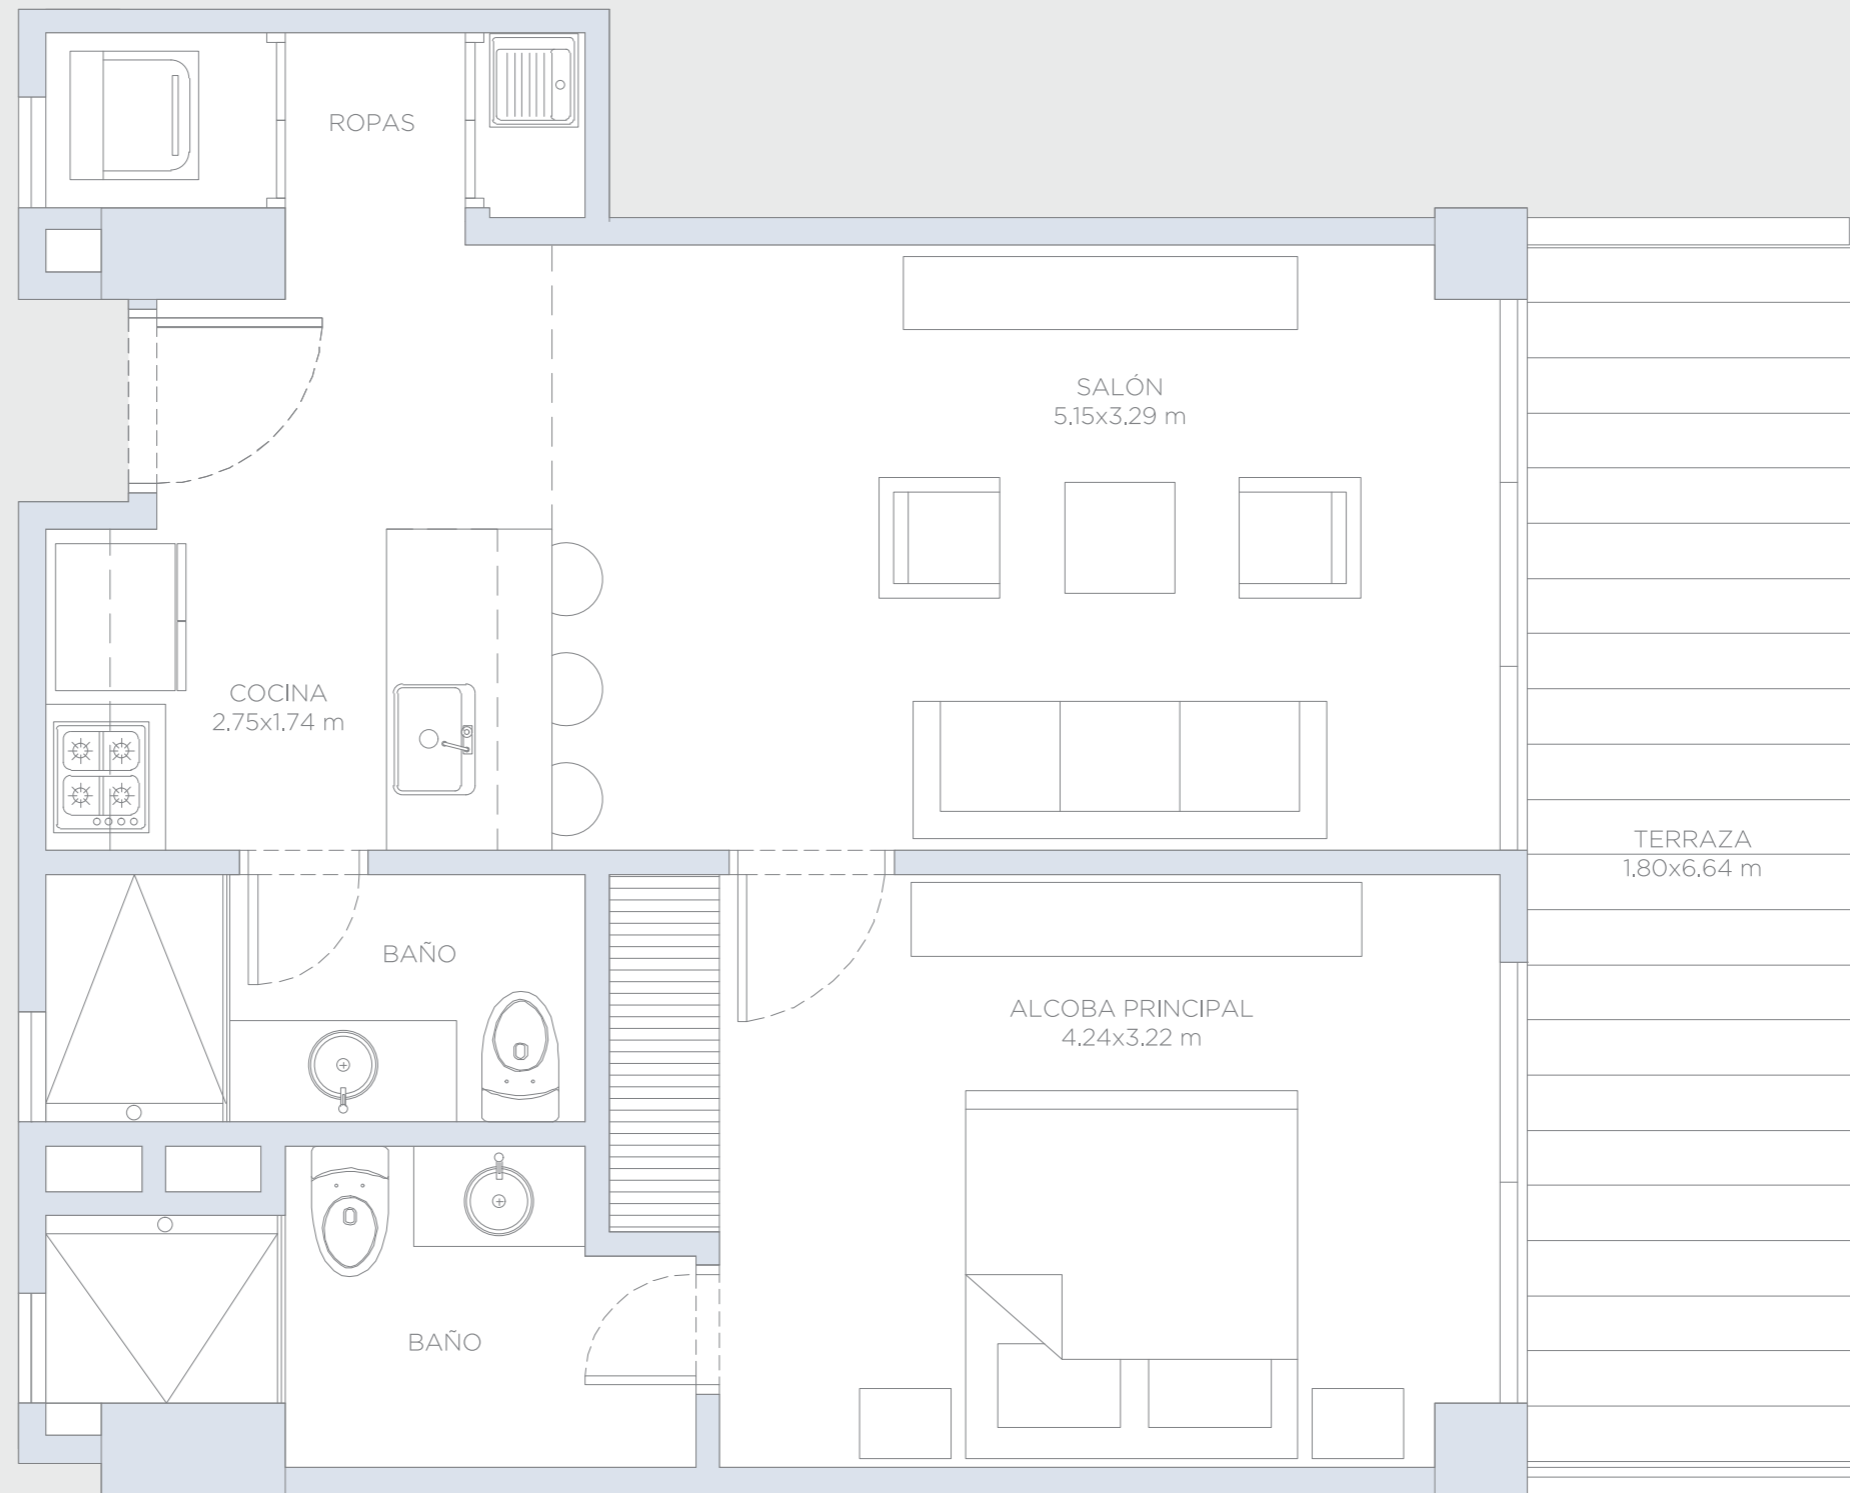 ROPAS
SALÓN
5.15x3.29 m
COCINA
2.75x1.74 m
TERRAZA
1.80x6.64 m
BAÑO
ALCOBA PRINCIPAL
4.24x3.22 m
BAÑO